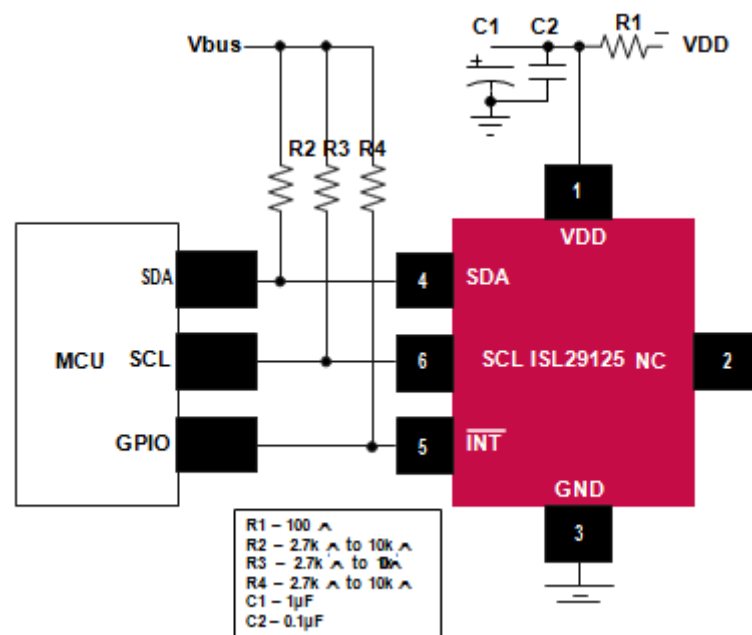 C1 C2 R1
Vbus VDD
+ –
R2 R3 R4
1
VDD
SDA 4 SDA
MCU SCL 6 SCL ISL29125 NC 2
GPIO 5 INT
GND
3
R1 – 100
R2 – 2.7k to 10k
R3 – 2.7k to
R4 – 2.7k to 10k
C1 – 1µF
C2 – 0.1µF